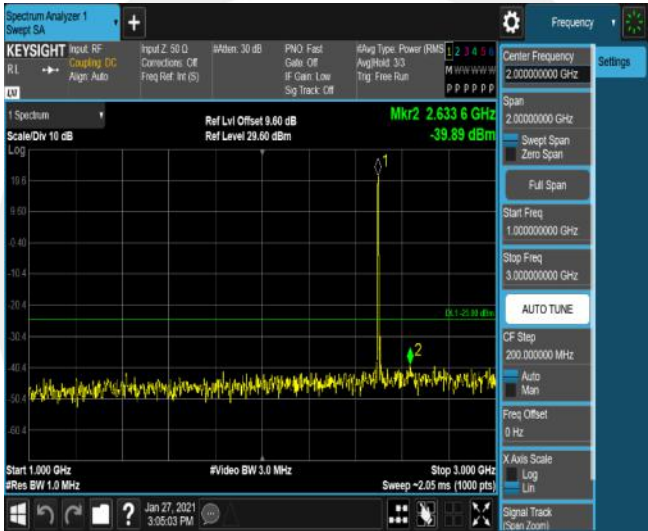 Spectrum Analyzer 1
Swept SA
+
Frequency
KEYSIGHT
Input: RF
Input Z: 50 Ω
#Atten: 30 dB
PNO: Fast
#Avg Type: Power (RMS
1 2 3 4 5 6
RL
Coupling: DC
Corrections: Off
Gate: Off
Avg|Hold: 3/3
M W W W W W
Align: Auto
Freq Ref: Int (S)
IF Gain: Low
Trig: Free Run
P P P P P P
Sig Track: Off
LXI
1 Spectrum
Ref Lvl Offset 9.60 dB
Mkr2 2.633 6 GHz
Scale/Div 10 dB
Ref Level 29.60 dBm
-39.89 dBm
Log
1
19.6
9.60
-0.40
-10.4
-20.4
-30.4
2
-50.4
-60.4
Start 1.000 GHz
#Video BW 3.0 MHz
Stop 3.000 GHz
#Res BW 1.0 MHz
Sweep ~2.05 ms (1000 pts)
?
Jan 27, 2021
3:05:03 PM
Center Frequency
2.000000000 GHz
Settings
Span
2.00000000 GHz
Swept Span
Zero Span
Full Span
Start Freq
1.000000000 GHz
Stop Freq
3.000000000 GHz
AUTO TUNE
CF Step
200.000000 MHz
Auto
Man
Freq Offset
0 Hz
X Axis Scale
Log
Lin
Signal Track
(Span Zoom)